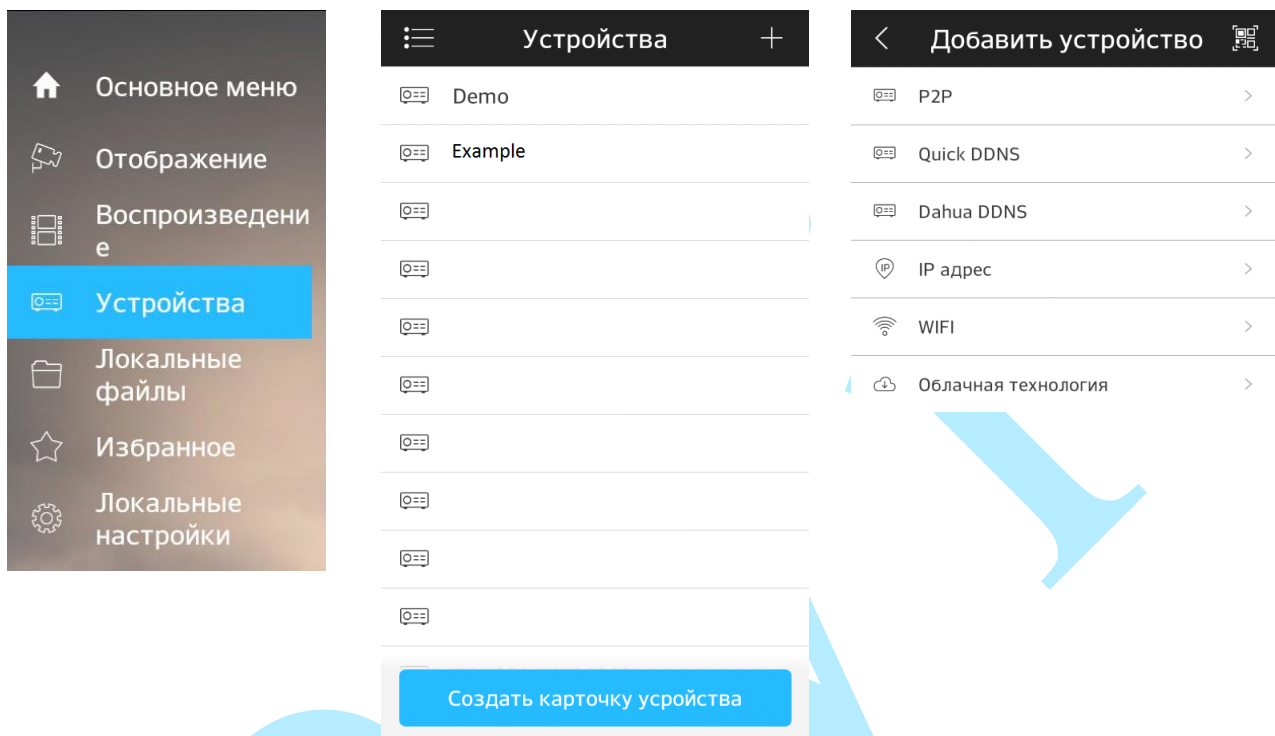 Основное меню
Отображение
Воспроизведени
е
Устройства
Локальные
файлы
Избранное
Локальные
настройки
Устройства
Demo
Example
Создать карточку усройства
Добавить устройство
P2P
Quick DDNS
Dahua DDNS
IP адрес
WIFI
Облачная технология